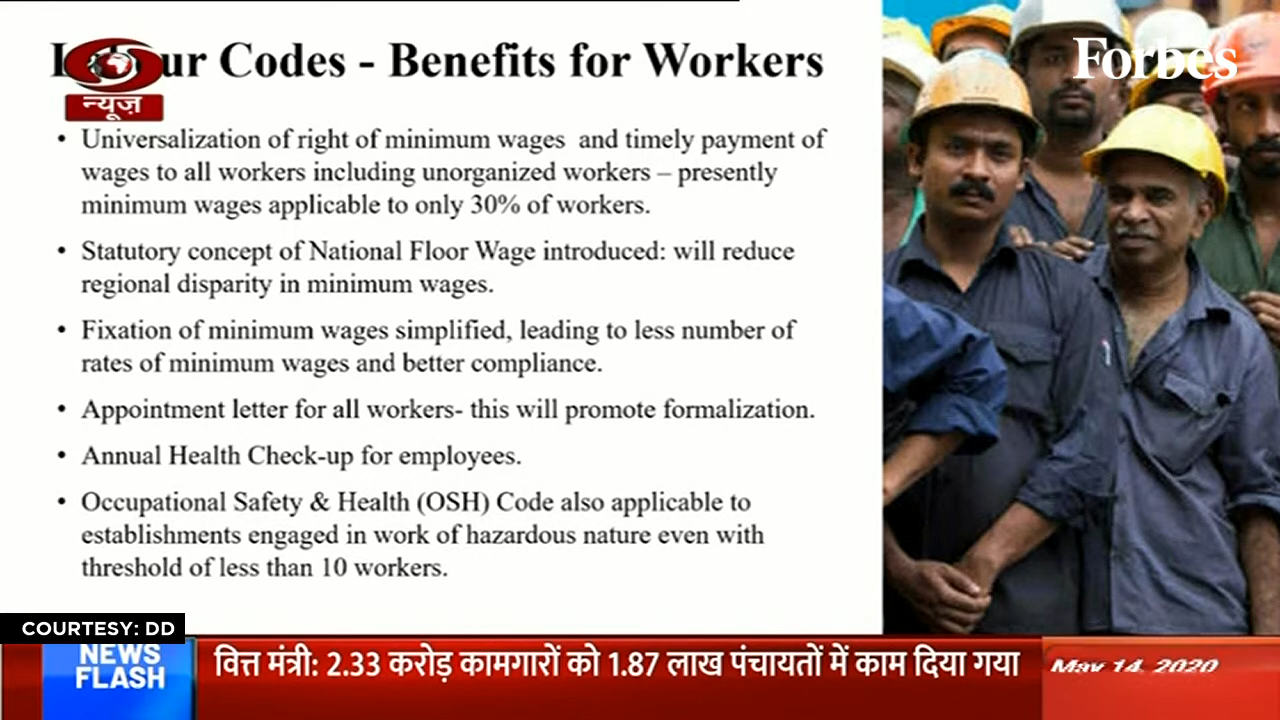 ur Codes - Benefits for Workers
न्यूज़
Forbes
• Universalization of right of minimum wages and timely payment of
wages to all workers including unorganized workers – presently
minimum wages applicable to only 30% of workers.
• Statutory concept of National Floor Wage introduced: will reduce
regional disparity in minimum wages.
• Fixation of minimum wages simplified, leading to less number of
rates of minimum wages and better compliance.
• Appointment letter for all workers- this will promote formalization.
• Annual Health Check-up for employees.
• Occupational Safety & Health (OSH) Code also applicable to
establishments engaged in work of hazardous nature even with
threshold of less than 10 workers.
COURTESY: DD
NEWS
FLASH
वित्त मंत्री: 2.33 करोड़ कामगारों को 1.87 लाख पंचायतों में काम दिया गया
May 14, 2020